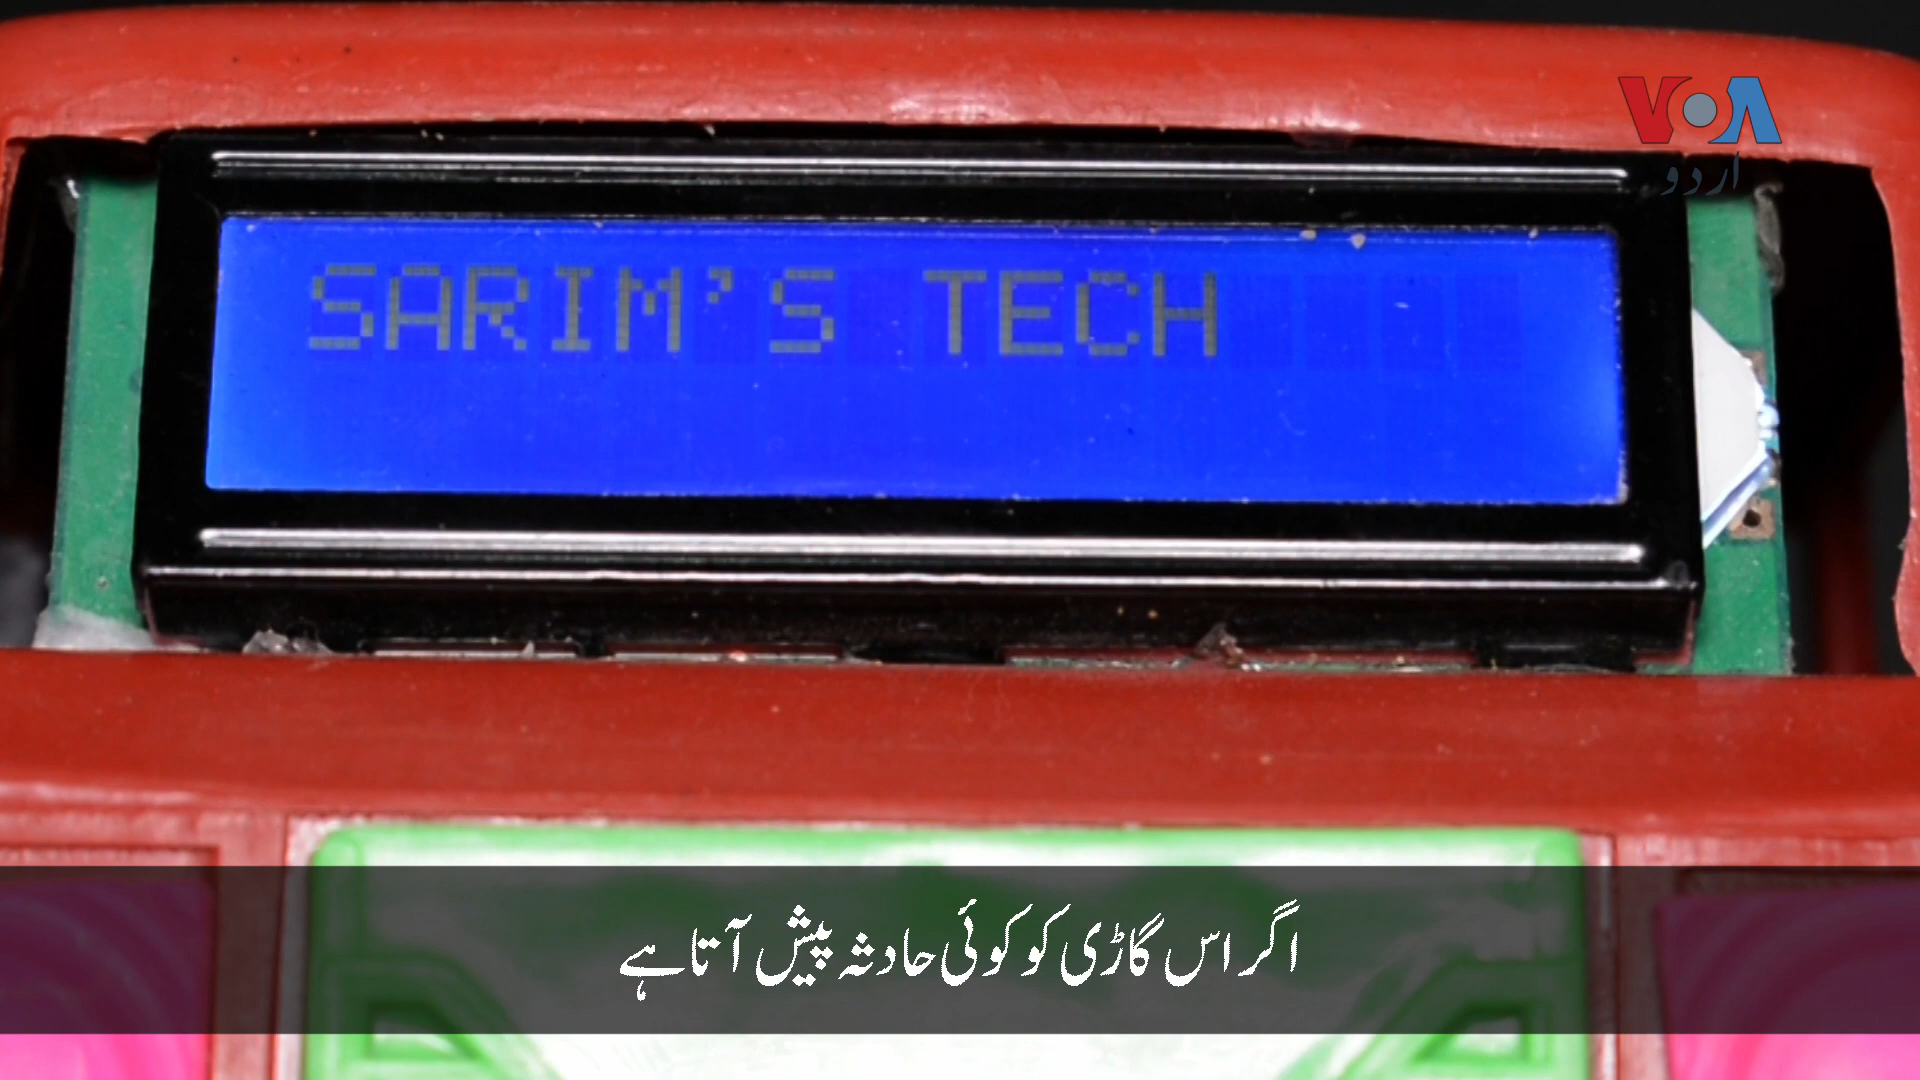 VOA
اردو
SARIM'S TECH
اگر اس گاڑی کو کوئی حادثہ پیش آتا ہے